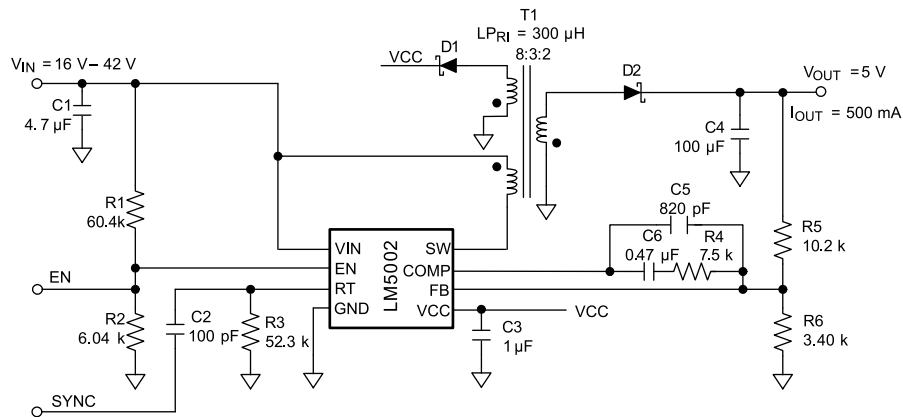 T1
LPRI = 300 µH
8:3:2
D1
VCC
D2
VIN = 16 V– 42 V
VOUT = 5 V
IOUT = 500 mA
C1
4.7 µF
C4
100 µF
R1
60.4k
C5
820 pF
C6
0.47 µF
R4
7.5 k
R5
10.2 k
LM5002
VIN
EN
RT
GND
SW
COMP
FB
VCC
EN
VCC
R2
6.04 k
C2
100 pF
R3
52.3 k
C3
1 µF
R6
3.40 k
SYNC